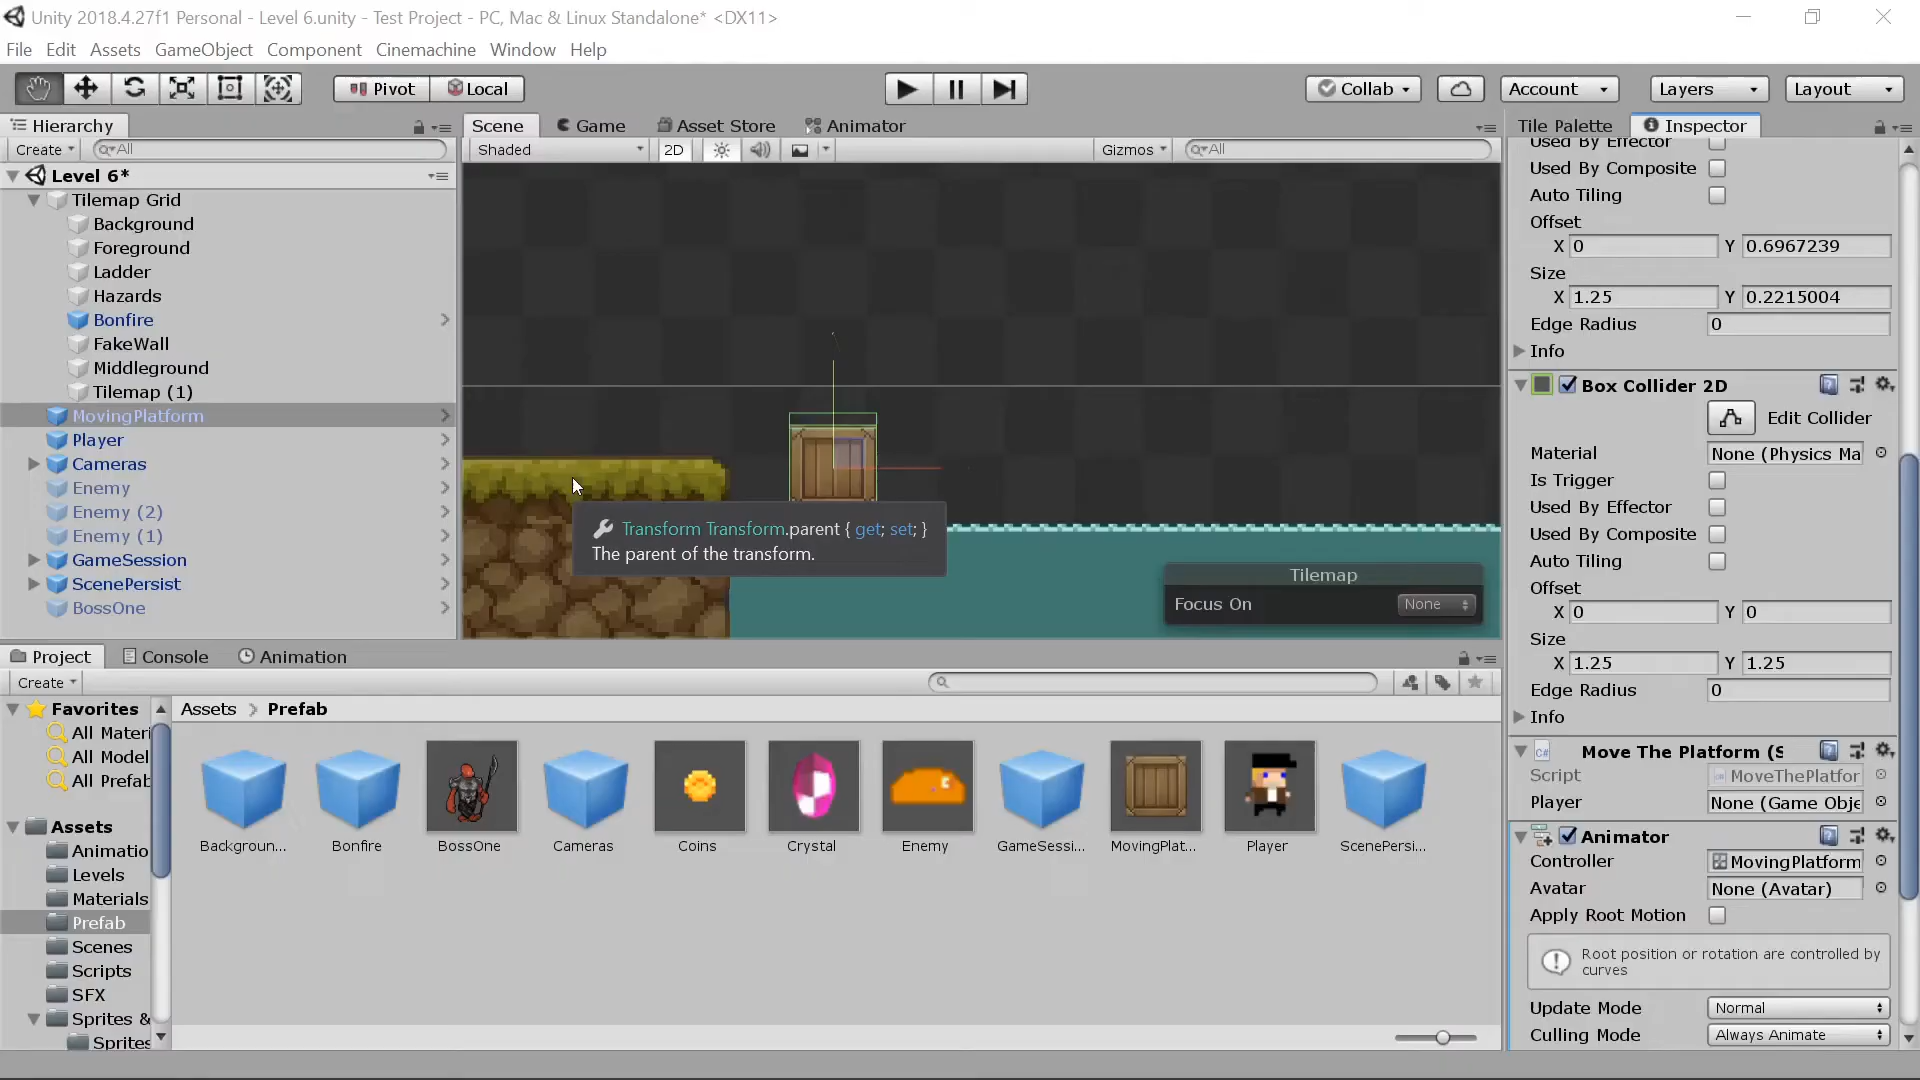 Unity 2018.4.27f1 Personal - Level 6.unity - Test Project - PC, Mac & Linux Standalone* <DX11>
File Edit Assets GameObject Component Cinemachine Window Help
Pivot Local Collab Account Layers Layout
Hierarchy
Create All
Level 6*
Tilemap Grid
Background
Foreground
Ladder
Hazards
Bonfire
FakeWall
Middleground
Tilemap (1)
MovingPlatform
Player
Cameras
Enemy
Enemy (2)
Enemy (1)
GameSession
ScenePersist
BossOne
Scene Game Asset Store Animator
Shaded 2D Gizmos All
Transform Transform.parent { get; set; }
The parent of the transform.
Tilemap
Focus On None
Tile Palette Inspector
Used By Effector
Used By Composite
Auto Tiling
Offset
X 0 Y 0.6967239
Size
X 1.25 Y 0.2215004
Edge Radius 0
Info
Box Collider 2D
Edit Collider
Material None (Physics Ma
Is Trigger
Used By Effector
Used By Composite
Auto Tiling
Offset
X 0 Y 0
Size
X 1.25 Y 1.25
Edge Radius 0
Info
Move The Platform (S
Script MoveThePlatfor
Player None (Game Obje
Animator
Controller MovingPlatform
Avatar None (Avatar)
Apply Root Motion
Root position or rotation are controlled by
curves
Update Mode Normal
Culling Mode Always Animate
Project Console Animation
Create
Favorites
All Materi
All Model
All Prefab
Assets
Animatio
Levels
Materials
Prefab
Scenes
Scripts
SFX
Sprites &
Sprites
Assets Prefab
Backgroun... Bonfire BossOne Cameras Coins Crystal Enemy GameSessi... MovingPlat... Player ScenePersi...